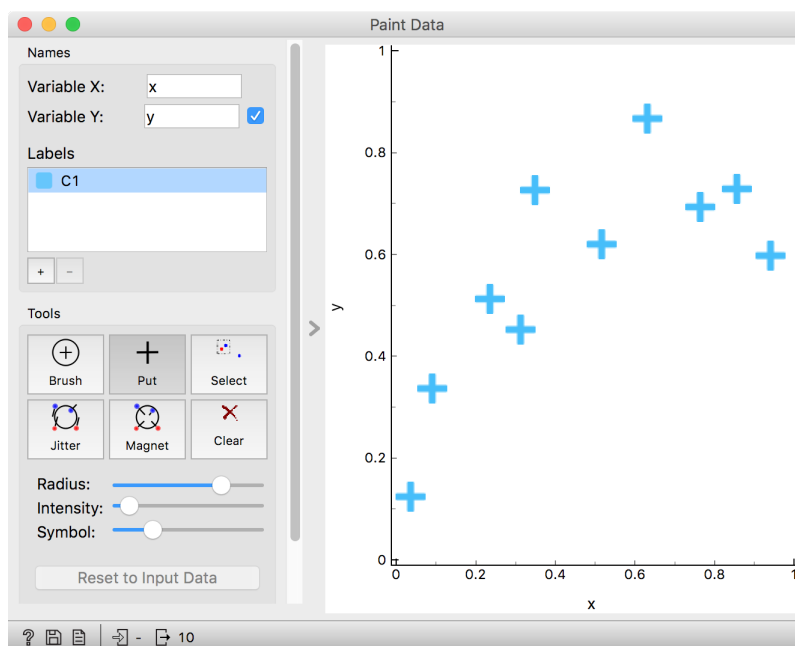 Paint Data
Names
Variable X: x
Variable Y: y
Labels
C1
+ −
Tools
Brush Put Select
Jitter Magnet Clear
Radius:
Intensity:
Symbol:
Reset to Input Data
? - 10
1
0.8
0.6
0.4
0.2
0
y
0 0.2 0.4 0.6 0.8 1
x